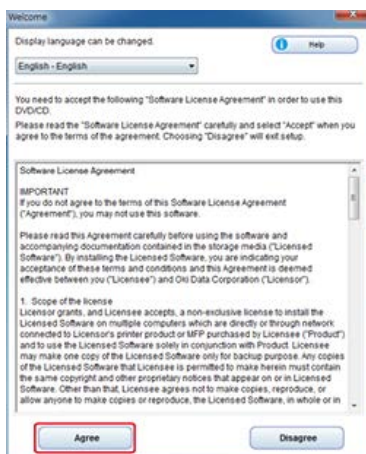 Welcome
Display language can be changed.
Help
English - English
You need to accept the following "Software License Agreement" in order to use this
DVD/CD.
Please read the "Software License Agreement" carefully and select "Accept" when you
agree to the terms of the agreement. Choosing "Disagree" will exit setup.
Software License Agreement
IMPORTANT
If you do not agree to the terms of this Software License Agreement
("Agreement"), you may not use this software.
Please read this Agreement carefully before using the software and
accompanying documentation contained in the storage media ("Licensed
Software"). By installing the Licensed Software, you are indicating your
acceptance of these terms and conditions and this Agreement is deemed
effective between you ("Licensee") and Oki Data Corporation ("Licensor").
1. Scope of the license
Licensor grants, and Licensee accepts, a non-exclusive license to install the
Licensed Software on multiple computers which are directly or through network
connected to Licensor's printer product or MFP purchased by Licensee ("Product")
and to use the Licensed Software solely in conjunction with Product. Licensee
may make one copy of the Licensed Software only for backup purpose. Any copies
of the Licensed Software that Licensee is permitted to make herein must contain
the same copyright and other proprietary notices that appear on or in Licensed
Software. Other than that, Licensee agrees not to make copies, reproduce, or
allow anyone to make copies or reproduce, the Licensed Software, in whole or in
Agree
Disagree